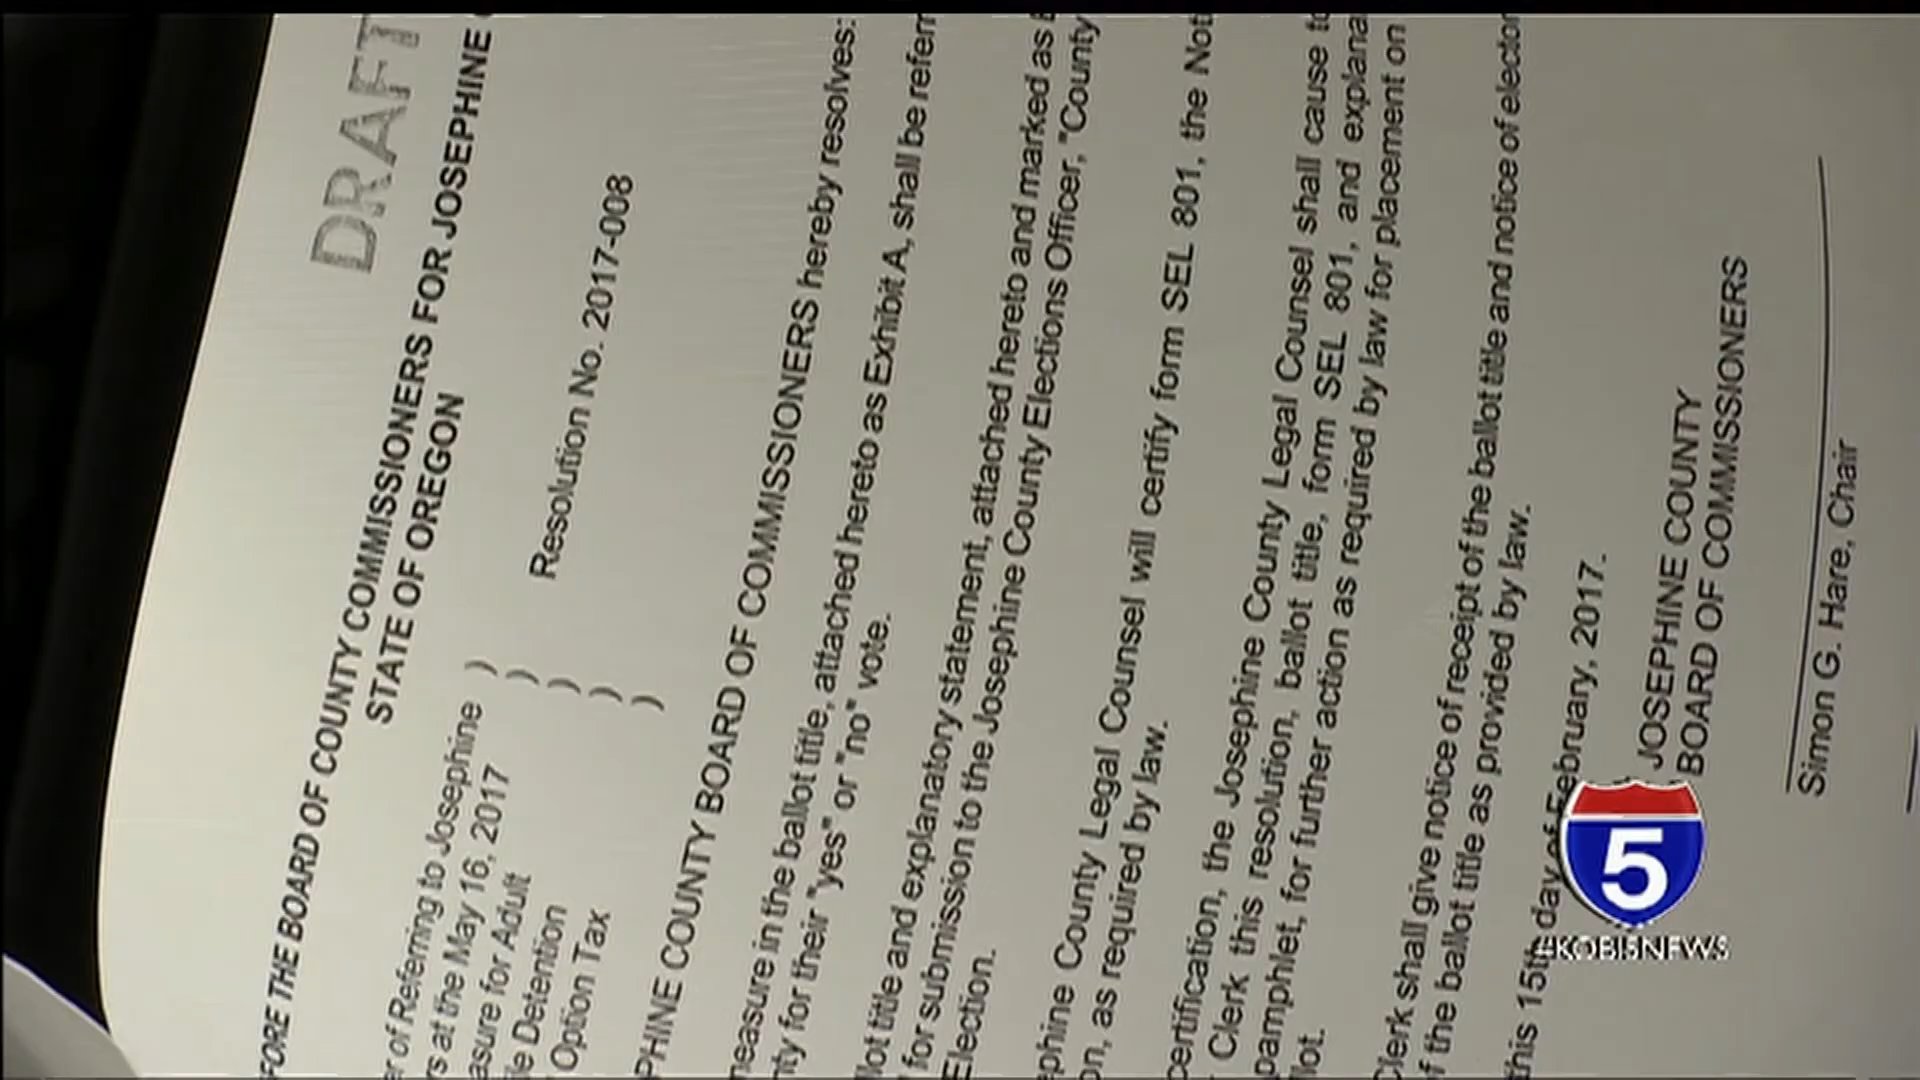 DRAFT
FORE THE BOARD OF COUNTY COMMISSIONERS FOR JOSEPHINE
STATE OF OREGON
er of Referring to Josephine )
rs at the May 16, 2017 )
asure for Adult ) Resolution No. 2017-008
le Detention )
Option Tax )
PHINE COUNTY BOARD OF COMMISSIONERS hereby resolves:
measure in the ballot title, attached hereto as Exhibit A, shall be referr
nty for their "yes" or "no" vote.
llot title and explanatory statement, attached hereto and marked as
for submission to the Josephine County Elections Officer, "County
Election.
ephine County Legal Counsel will certify form SEL 801, the Not
on, as required by law.
certification, the Josephine County Legal Counsel shall cause to
Clerk this resolution, ballot title, form SEL 801, and explana
pamphlet, for further action as required by law for placement on
llot.
Clerk shall give notice of receipt of the ballot title and notice of elector
f the ballot title as provided by law.
this 15th day of February, 2017.
JOSEPHINE COUNTY
BOARD OF COMMISSIONERS
Simon G. Hare, Chair
5
#KOBI5NEWS